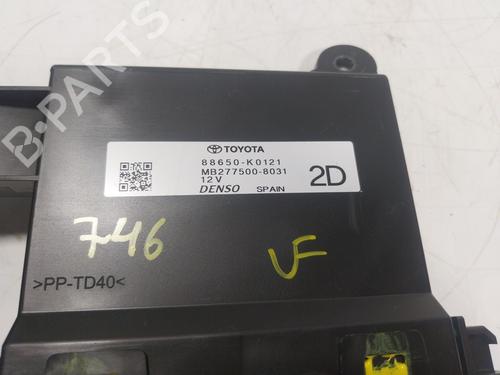 B-PARTS
TOYOTA
88650-K0121
MB277500-8031
12V
DENSO SPAIN 2D
746
VF
>PP-TD40<